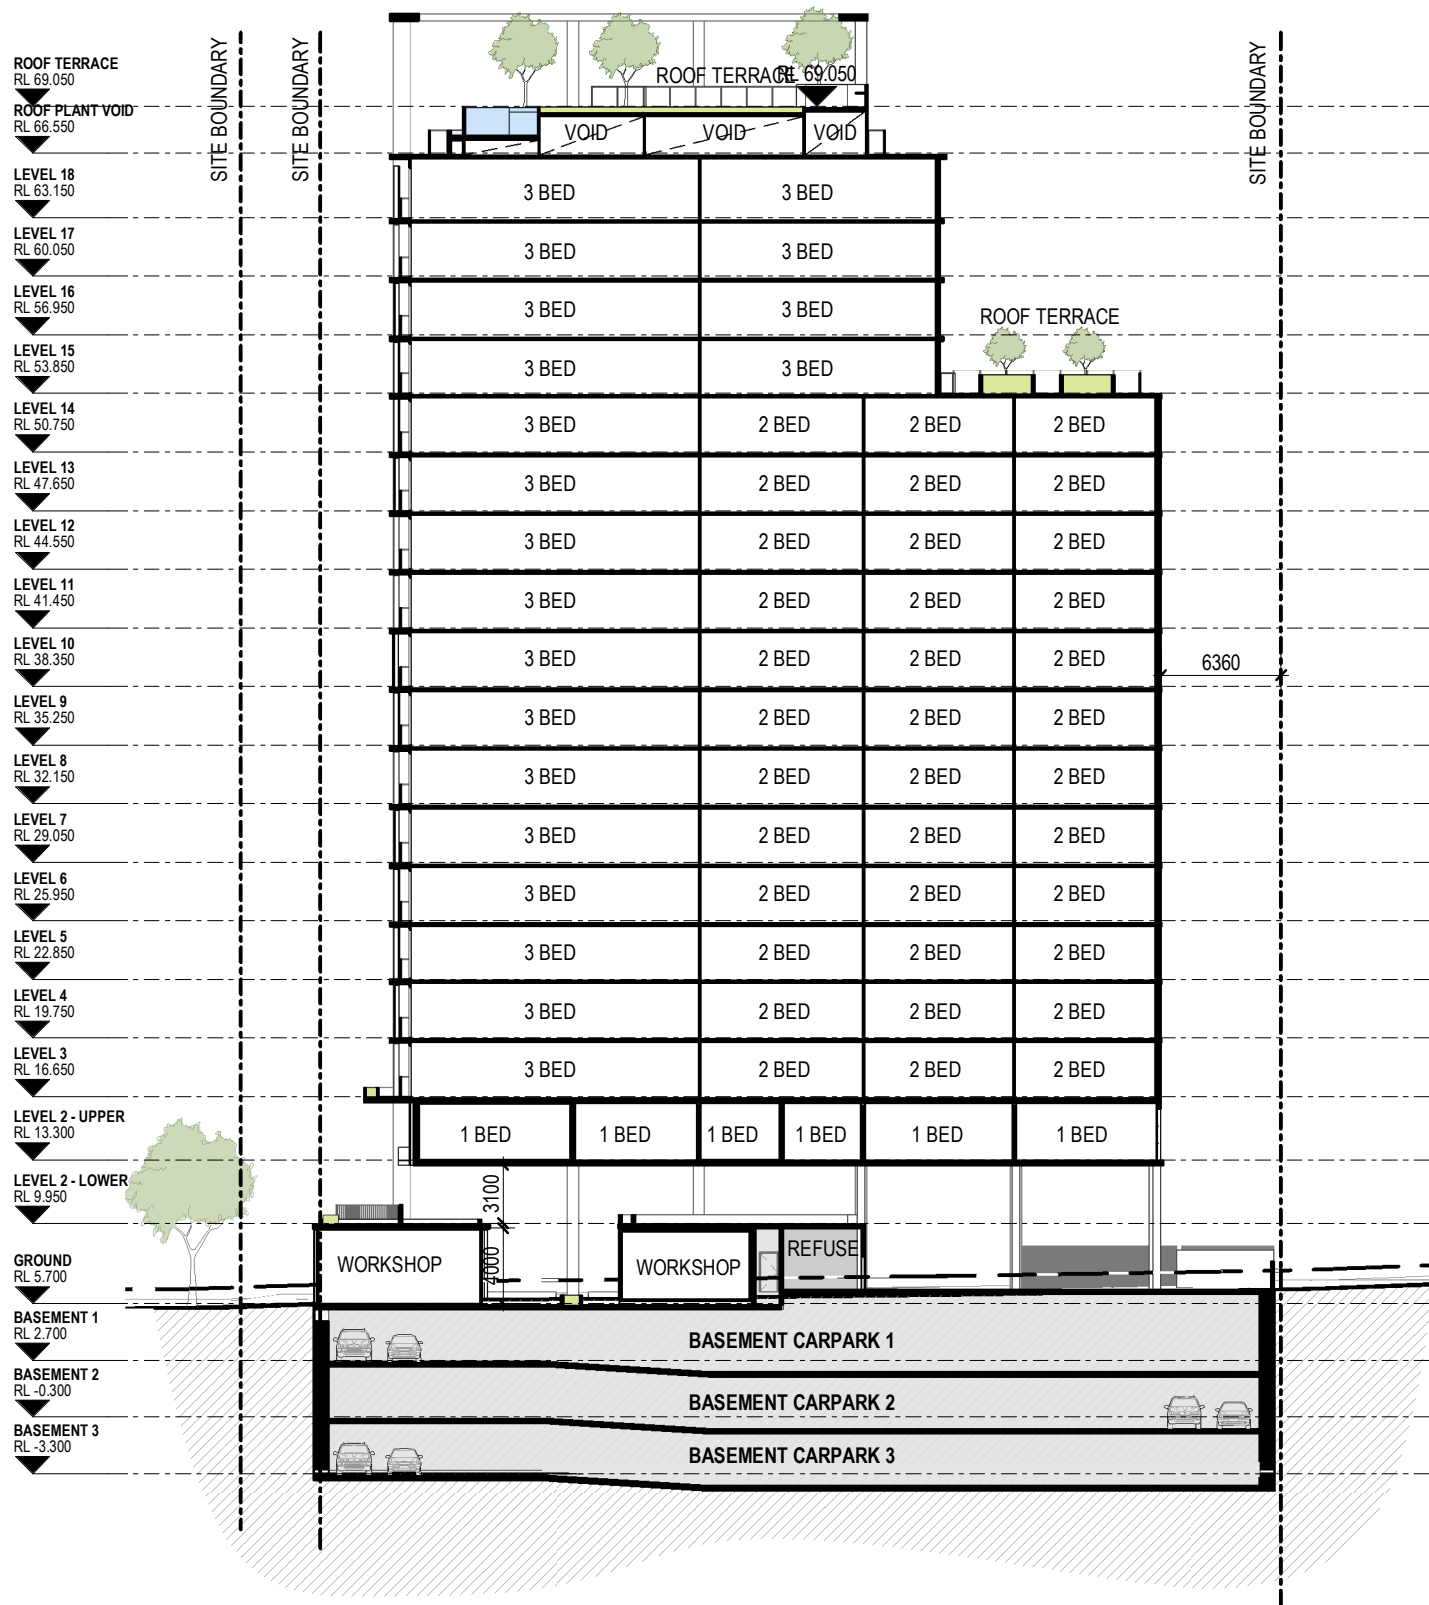 SITE BOUNDARY
SITE BOUNDARY
SITE BOUNDARY
ROOF TERRACE
RL 69.050
ROOF TERRACE
RL 69.050
ROOF PLANT VOID
RL 66.550
VOID
VOID
VOID
LEVEL 18
RL 63.150
3 BED
3 BED
LEVEL 17
RL 60.050
3 BED
3 BED
LEVEL 16
RL 56.950
3 BED
3 BED
ROOF TERRACE
LEVEL 15
RL 53.850
3 BED
3 BED
LEVEL 14
RL 50.750
3 BED
2 BED
2 BED
2 BED
LEVEL 13
RL 47.650
3 BED
2 BED
2 BED
2 BED
LEVEL 12
RL 44.550
3 BED
2 BED
2 BED
2 BED
LEVEL 11
RL 41.450
3 BED
2 BED
2 BED
2 BED
LEVEL 10
RL 38.350
3 BED
2 BED
2 BED
2 BED
6360
LEVEL 9
RL 35.250
3 BED
2 BED
2 BED
2 BED
LEVEL 8
RL 32.150
3 BED
2 BED
2 BED
2 BED
LEVEL 7
RL 29.050
3 BED
2 BED
2 BED
2 BED
LEVEL 6
RL 25.950
3 BED
2 BED
2 BED
2 BED
LEVEL 5
RL 22.850
3 BED
2 BED
2 BED
2 BED
LEVEL 4
RL 19.750
3 BED
2 BED
2 BED
2 BED
LEVEL 3
RL 16.650
3 BED
2 BED
2 BED
2 BED
LEVEL 2 - UPPER
RL 13.300
1 BED
1 BED
1 BED
1 BED
1 BED
1 BED
LEVEL 2 - LOWER
RL 9.950
3100
GROUND
RL 5.700
WORKSHOP
4000
WORKSHOP
REFUSE
BASEMENT 1
RL 2.700
BASEMENT CARPARK 1
BASEMENT 2
RL -0.300
BASEMENT CARPARK 2
BASEMENT 3
RL -3.300
BASEMENT CARPARK 3